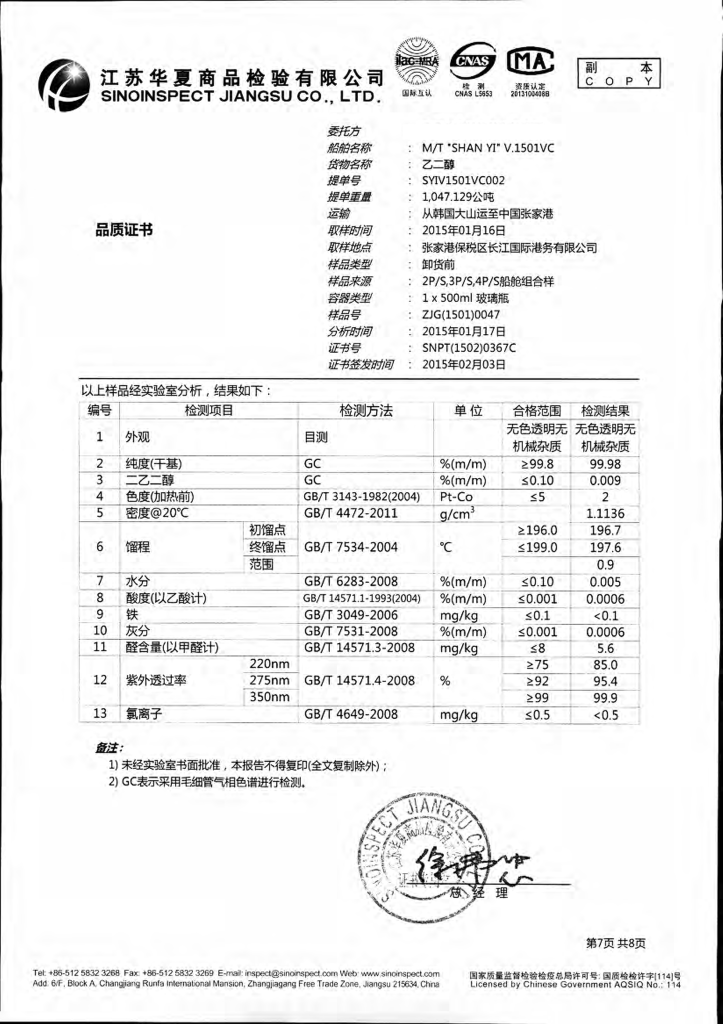 江苏华夏商品检验有限公司
SINOINSPECT JIANGSU CO., LTD.
ilac-MRA
国际互认
CNAS
检 测
CNAS L5653
MA
资质认定
2013100408B
副 本
C O P Y
品质证书
委托方
船舶名称 : M/T "SHAN YI" V.1501VC
货物名称 : 乙二醇
提单号 : SYIV1501VC002
提单重量 : 1,047.129公吨
运输 : 从韩国大山运至中国张家港
取样时间 : 2015年01月16日
取样地点 : 张家港保税区长江国际港务有限公司
样品类型 : 卸货前
样品来源 : 2P/S,3P/S,4P/S船舱组合样
容器类型 : 1 x 500ml 玻璃瓶
样品号 : ZJG(1501)0047
分析时间 : 2015年01月17日
证书号 : SNPT(1502)0367C
证书签发时间 : 2015年02月03日
以上样品经实验室分析，结果如下：
编号 检测项目 检测方法 单 位 合格范围 检测结果
1 外观 目测 无色透明无机械杂质 无色透明无机械杂质
2 纯度(干基) GC %(m/m) ≥99.8 99.98
3 二乙二醇 GC %(m/m) ≤0.10 0.009
4 色度(加热前) GB/T 3143-1982(2004) Pt-Co ≤5 2
5 密度@20℃ GB/T 4472-2011 g/cm³ 1.1136
6 馏程 GB/T 7534-2004 ℃
初馏点 ≥196.0 196.7
终馏点 ≤199.0 197.6
范围 0.9
7 水分 GB/T 6283-2008 %(m/m) ≤0.10 0.005
8 酸度(以乙酸计) GB/T 14571.1-1993(2004) %(m/m) ≤0.001 0.0006
9 铁 GB/T 3049-2006 mg/kg ≤0.1 <0.1
10 灰分 GB/T 7531-2008 %(m/m) ≤0.001 0.0006
11 醛含量(以甲醛计) GB/T 14571.3-2008 mg/kg ≤8 5.6
12 紫外透过率 GB/T 14571.4-2008 %
220nm ≥75 85.0
275nm ≥92 95.4
350nm ≥99 99.9
13 氯离子 GB/T 4649-2008 mg/kg ≤0.5 <0.5
备注：
1) 未经实验室书面批准，本报告不得复印(全文复制除外)；
2) GC表示采用毛细管气相色谱进行检测。
SINOINSPECT JIANGSU CO
总 经 理
第7页 共8页
Tel: +86-512 5832 3268 Fax: +86-512 5832 3269 E-mail: inspect@sinoinspect.com Web: www.sinoinspect.com
Add. 6/F, Block A, Changjiang Runfa International Mansion, Zhangjiagang Free Trade Zone, Jiangsu 215634, China
国家质量监督检验检疫总局许可号: 国质检检许字[114]号
Licensed by Chinese Government AQSIQ No.: 114